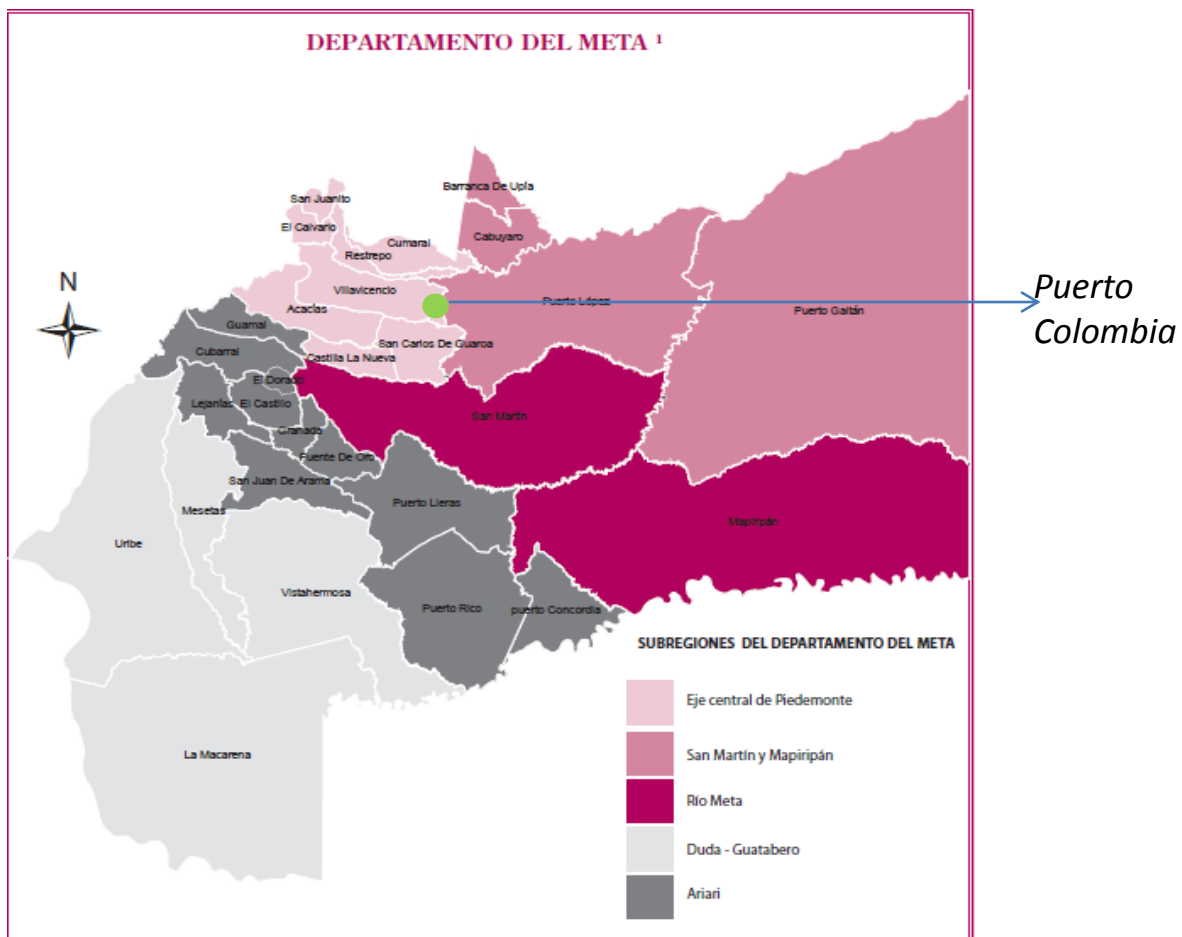 DEPARTAMENTO DEL META ¹
Barranca De Upia
San Juanito
El Calvario
Cabuyaro
Cumaral
Restrepo
N
Villavicencio
Puerto López
Puerto Gaitán
Puerto
Colombia
Acacías
Guamal
San Carlos De Guaroa
Cubarral
Castilla La Nueva
El Dorado
Lejanías
El Castillo
San Martín
Granada
Fuente De Oro
San Juan De Arama
Puerto Lleras
Mesetas
Mapiripán
Uribe
Vistahermosa
Puerto Rico
puerto Concordia
SUBREGIONES DEL DEPARTAMENTO DEL META
Eje central de Piedemonte
San Martín y Mapiripán
Río Meta
Duda - Guatabero
Ariari
La Macarena